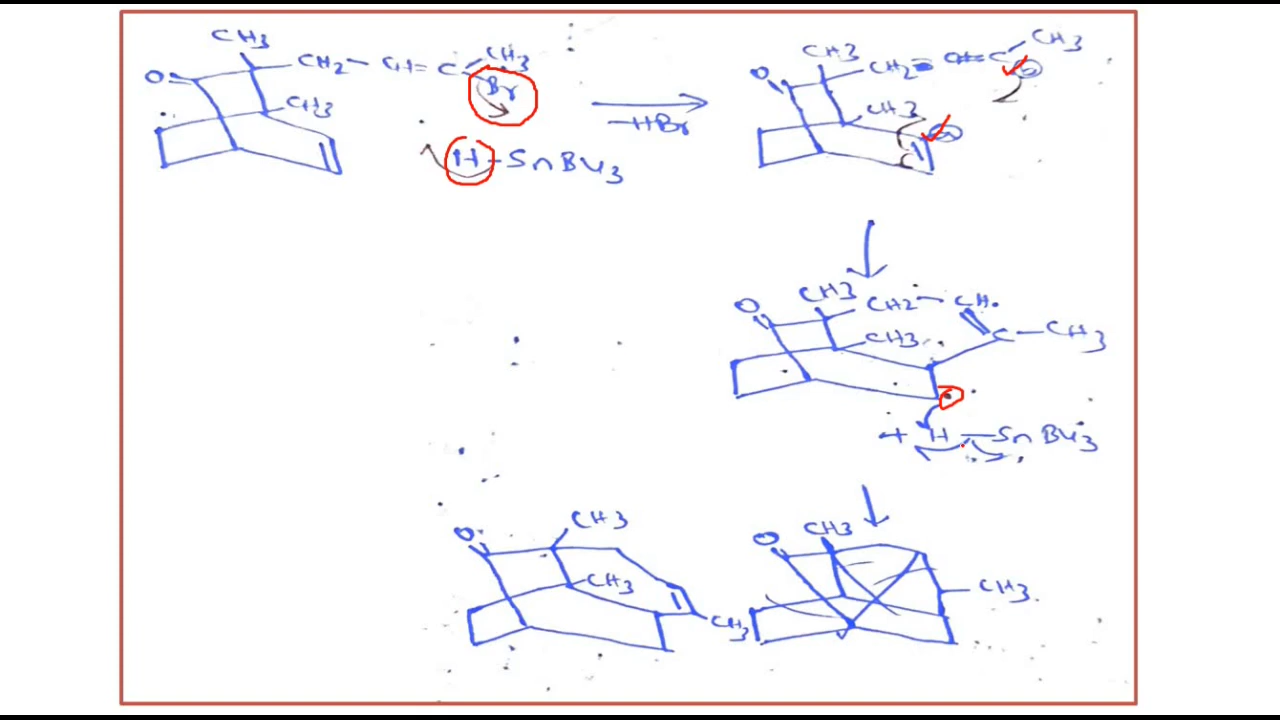 CH3
O CH2 - CH = C CH3
Br
CH3
H - SnBu3
-HBr
CH3
O CH2 CH=C CH3
CH3
CH3
O CH2 - CH
CH3 C - CH3
+ H - SnBu3
CH3
O
CH3
CH3
CH3
O
CH3